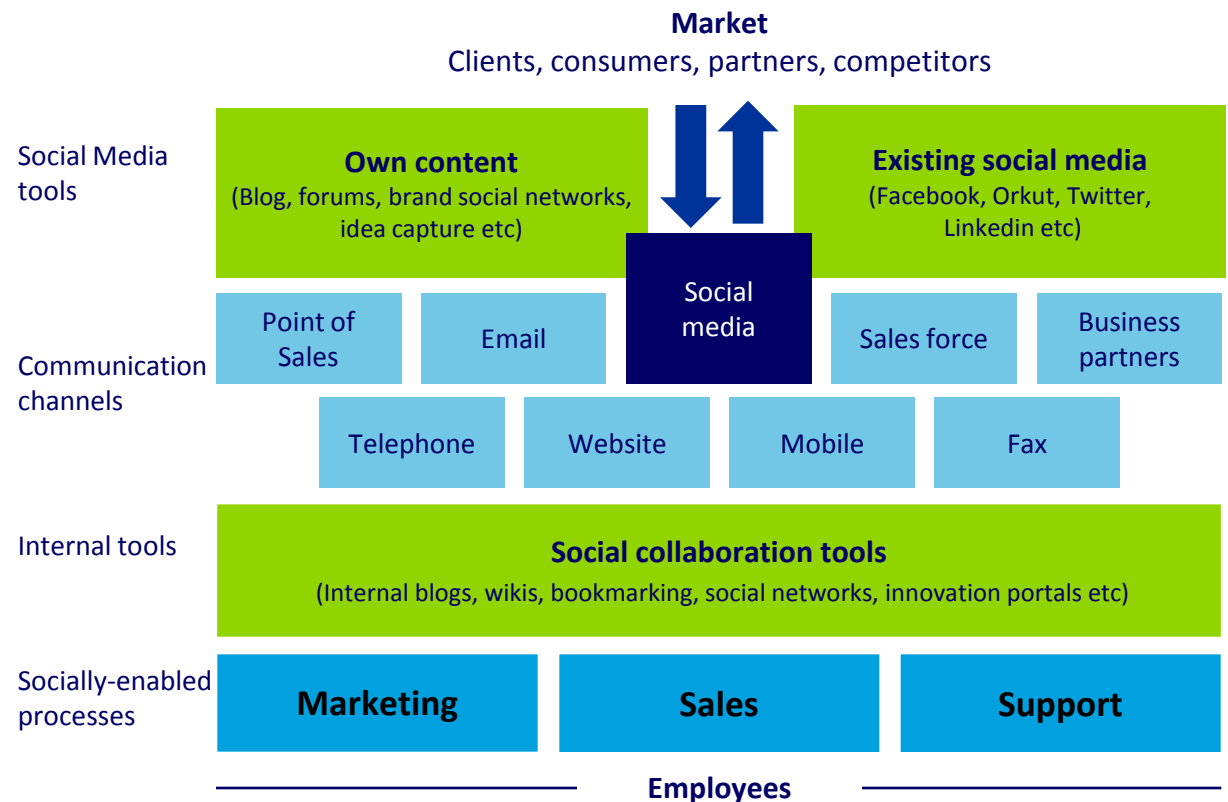 Market
Clients, consumers, partners, competitors
Social Media
tools
Own content
(Blog, forums, brand social networks,
idea capture etc)
Existing social media
(Facebook, Orkut, Twitter,
Linkedin etc)
Communication
channels
Point of
Sales
Email
Social
media
Sales force
Business
partners
Telephone
Website
Mobile
Fax
Internal tools
Social collaboration tools
(Internal blogs, wikis, bookmarking, social networks, innovation portals etc)
Socially-enabled
processes
Marketing
Sales
Support
Employees